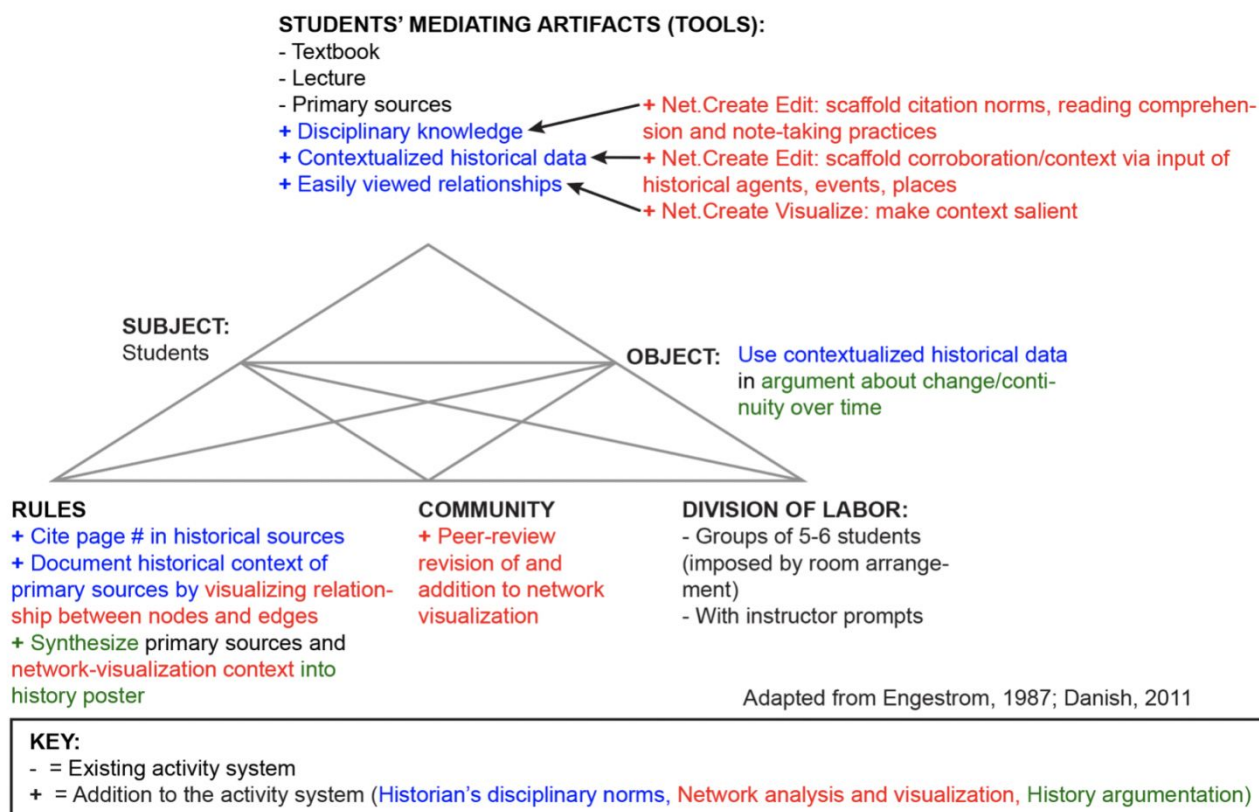 STUDENTS' MEDIATING ARTIFACTS (TOOLS):
- Textbook
- Lecture
- Primary sources
+ Disciplinary knowledge
+ Contextualized historical data
+ Easily viewed relationships
+ Net.Create Edit: scaffold citation norms, reading comprehen-
sion and note-taking practices
+ Net.Create Edit: scaffold corroboration/context via input of
historical agents, events, places
+ Net.Create Visualize: make context salient
SUBJECT:
Students
OBJECT: Use contextualized historical data
in argument about change/conti-
nuity over time
RULES
+ Cite page # in historical sources
+ Document historical context of
primary sources by visualizing relation-
ship between nodes and edges
+ Synthesize primary sources and
network-visualization context into
history poster
COMMUNITY
+ Peer-review
revision of and
addition to network
visualization
DIVISION OF LABOR:
- Groups of 5-6 students
(imposed by room arrange-
ment)
- With instructor prompts
Adapted from Engestrom, 1987; Danish, 2011
KEY:
- = Existing activity system
+ = Addition to the activity system (Historian's disciplinary norms, Network analysis and visualization, History argumentation)